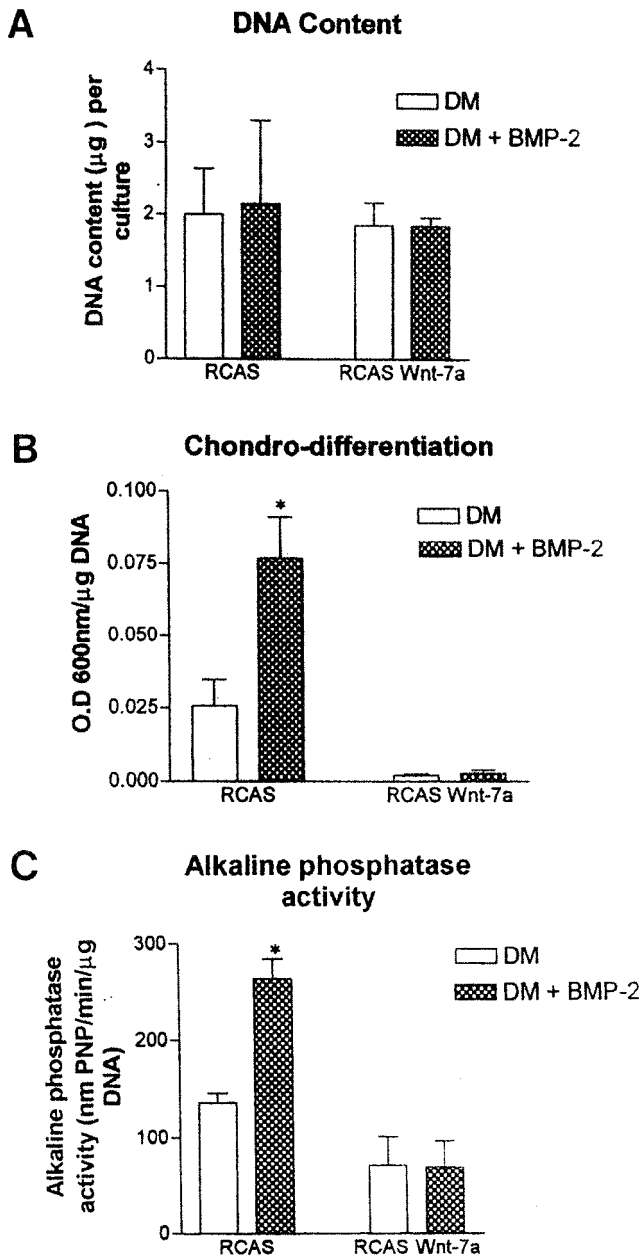 A
DNA Content
DNA content (μg ) per
culture
4
3
2
1
0
DM
DM + BMP-2
RCAS
RCAS Wnt-7a
B
Chondro-differentiation
O.D 600nm/μg DNA
0.100
0.075
0.050
0.025
0.000
*
DM
DM + BMP-2
RCAS
RCAS Wnt-7a
C
Alkaline phosphatase
activity
Alkaline phosphatase
activity (nm PNP/min/μg
DNA)
300
200
100
0
*
DM
DM + BMP-2
RCAS
RCAS Wnt-7a